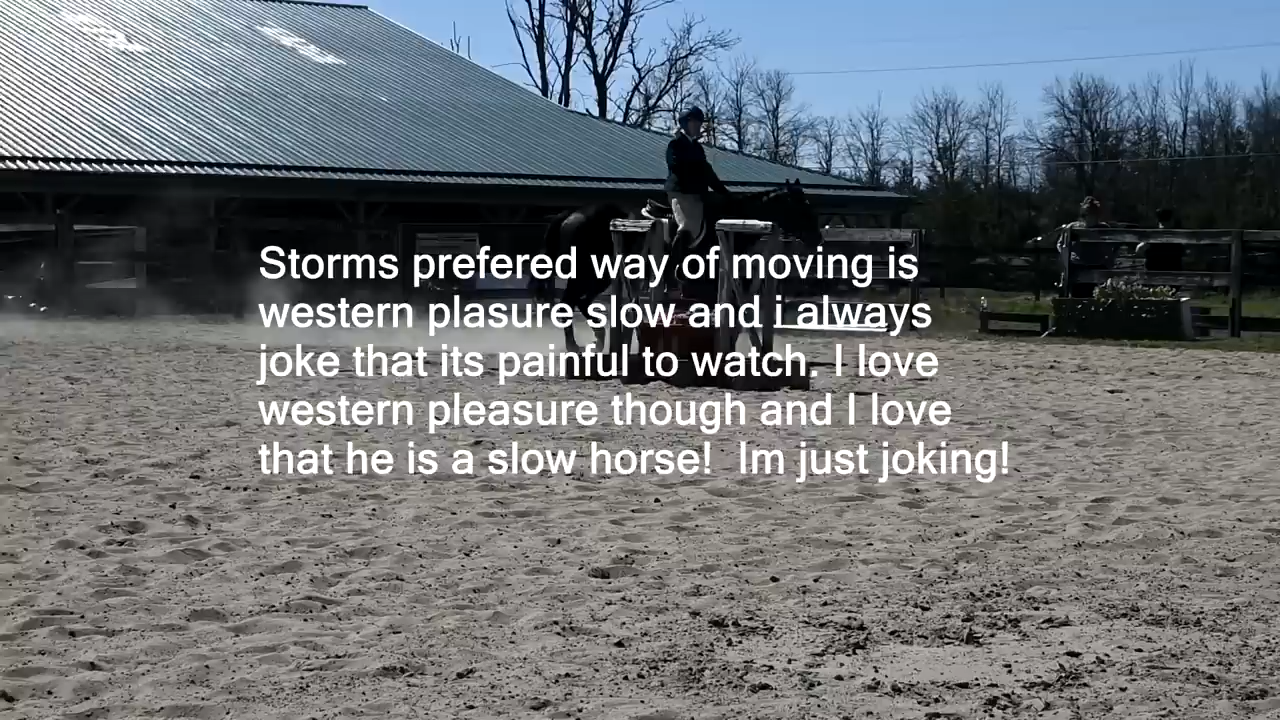 Storms prefered way of moving is
western plasure slow and i always
joke that its painful to watch. I love
western pleasure though and I love
that he is a slow horse!  Im just joking!